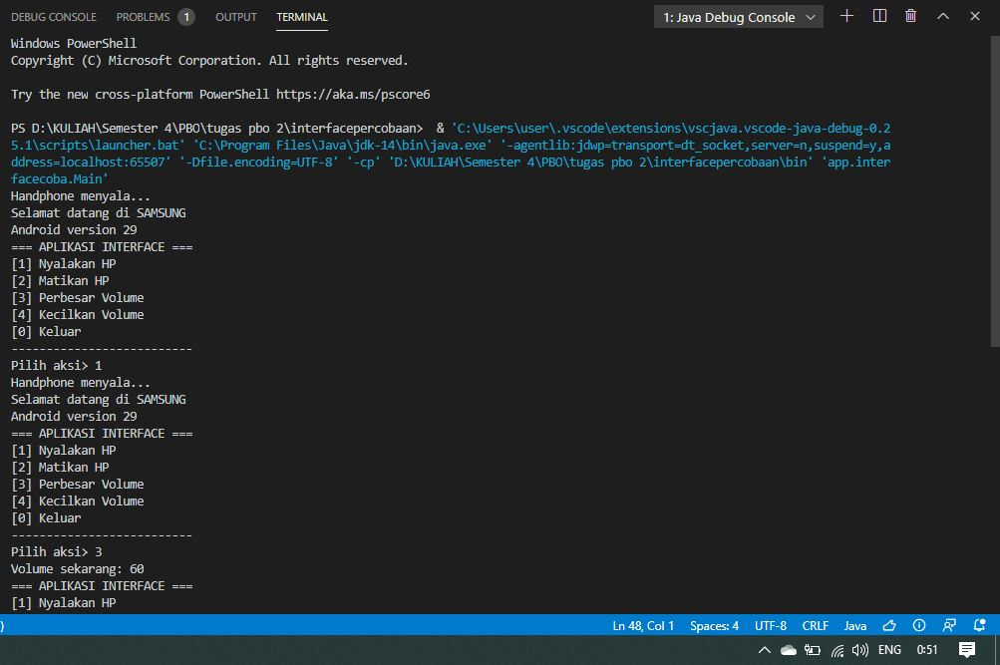 DEBUG CONSOLE PROBLEMS 1 OUTPUT TERMINAL 1: Java Debug Console
Windows PowerShell
Copyright (C) Microsoft Corporation. All rights reserved.
Try the new cross-platform PowerShell https://aka.ms/pscore6
PS D:\KULIAH\Semester 4\PBO\tugas pbo 2\interfacepercobaan>  & 'C:\Users\user\.vscode\extensions\vscjava.vscode-java-debug-0.2
5.1\scripts\launcher.bat' 'C:\Program Files\Java\jdk-14\bin\java.exe' '-agentlib:jdwp=transport=dt_socket,server=n,suspend=y,a
ddress=localhost:65507' '-Dfile.encoding=UTF-8' '-cp' 'D:\KULIAH\Semester 4\PBO\tugas pbo 2\interfacepercobaan\bin' 'app.inter
facecoba.Main'
Handphone menyala...
Selamat datang di SAMSUNG
Android version 29
=== APLIKASI INTERFACE ===
[1] Nyalakan HP
[2] Matikan HP
[3] Perbesar Volume
[4] Kecilkan Volume
[0] Keluar
--------------------------
Pilih aksi> 1
Handphone menyala...
Selamat datang di SAMSUNG
Android version 29
=== APLIKASI INTERFACE ===
[1] Nyalakan HP
[2] Matikan HP
[3] Perbesar Volume
[4] Kecilkan Volume
[0] Keluar
--------------------------
Pilih aksi> 3
Volume sekarang: 60
=== APLIKASI INTERFACE ===
[1] Nyalakan HP
) Ln 48, Col 1 Spaces: 4 UTF-8 CRLF Java
ENG 0:51